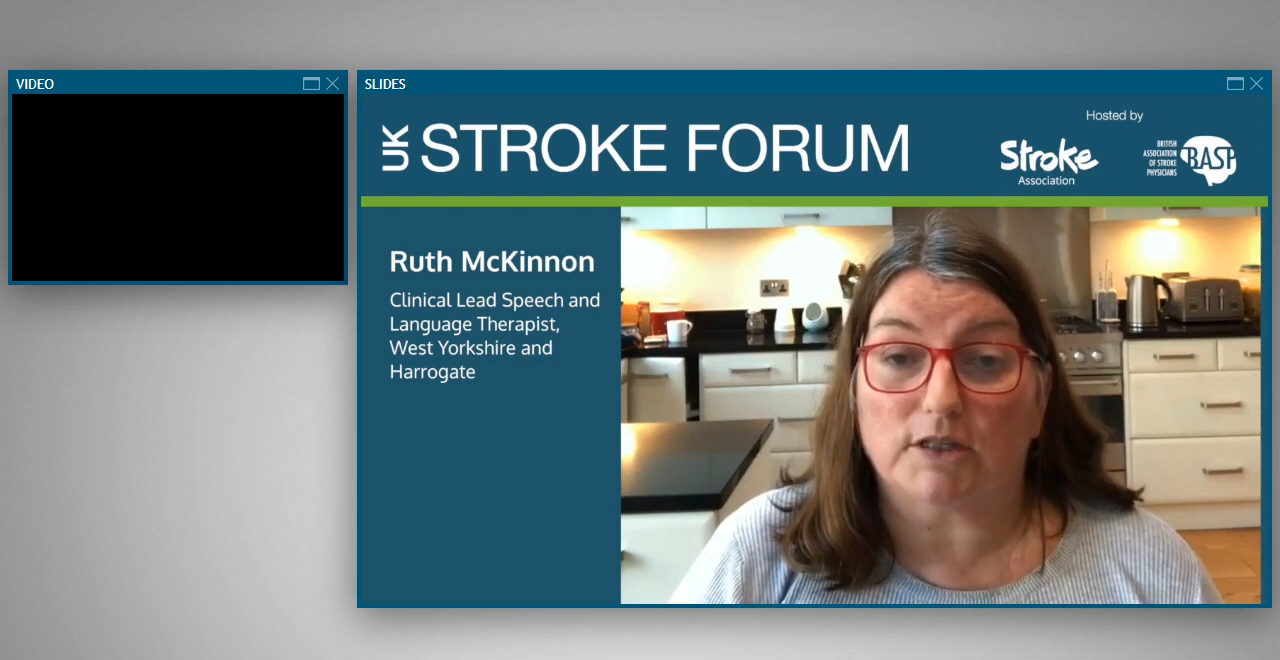 VIDEO
SLIDES
UK STROKE FORUM
Hosted by
Stroke
Association
BRITISH
ASSOCIATION
OF STROKE
PHYSICIANS
BASP
Ruth McKinnon
Clinical Lead Speech and
Language Therapist,
West Yorkshire and
Harrogate